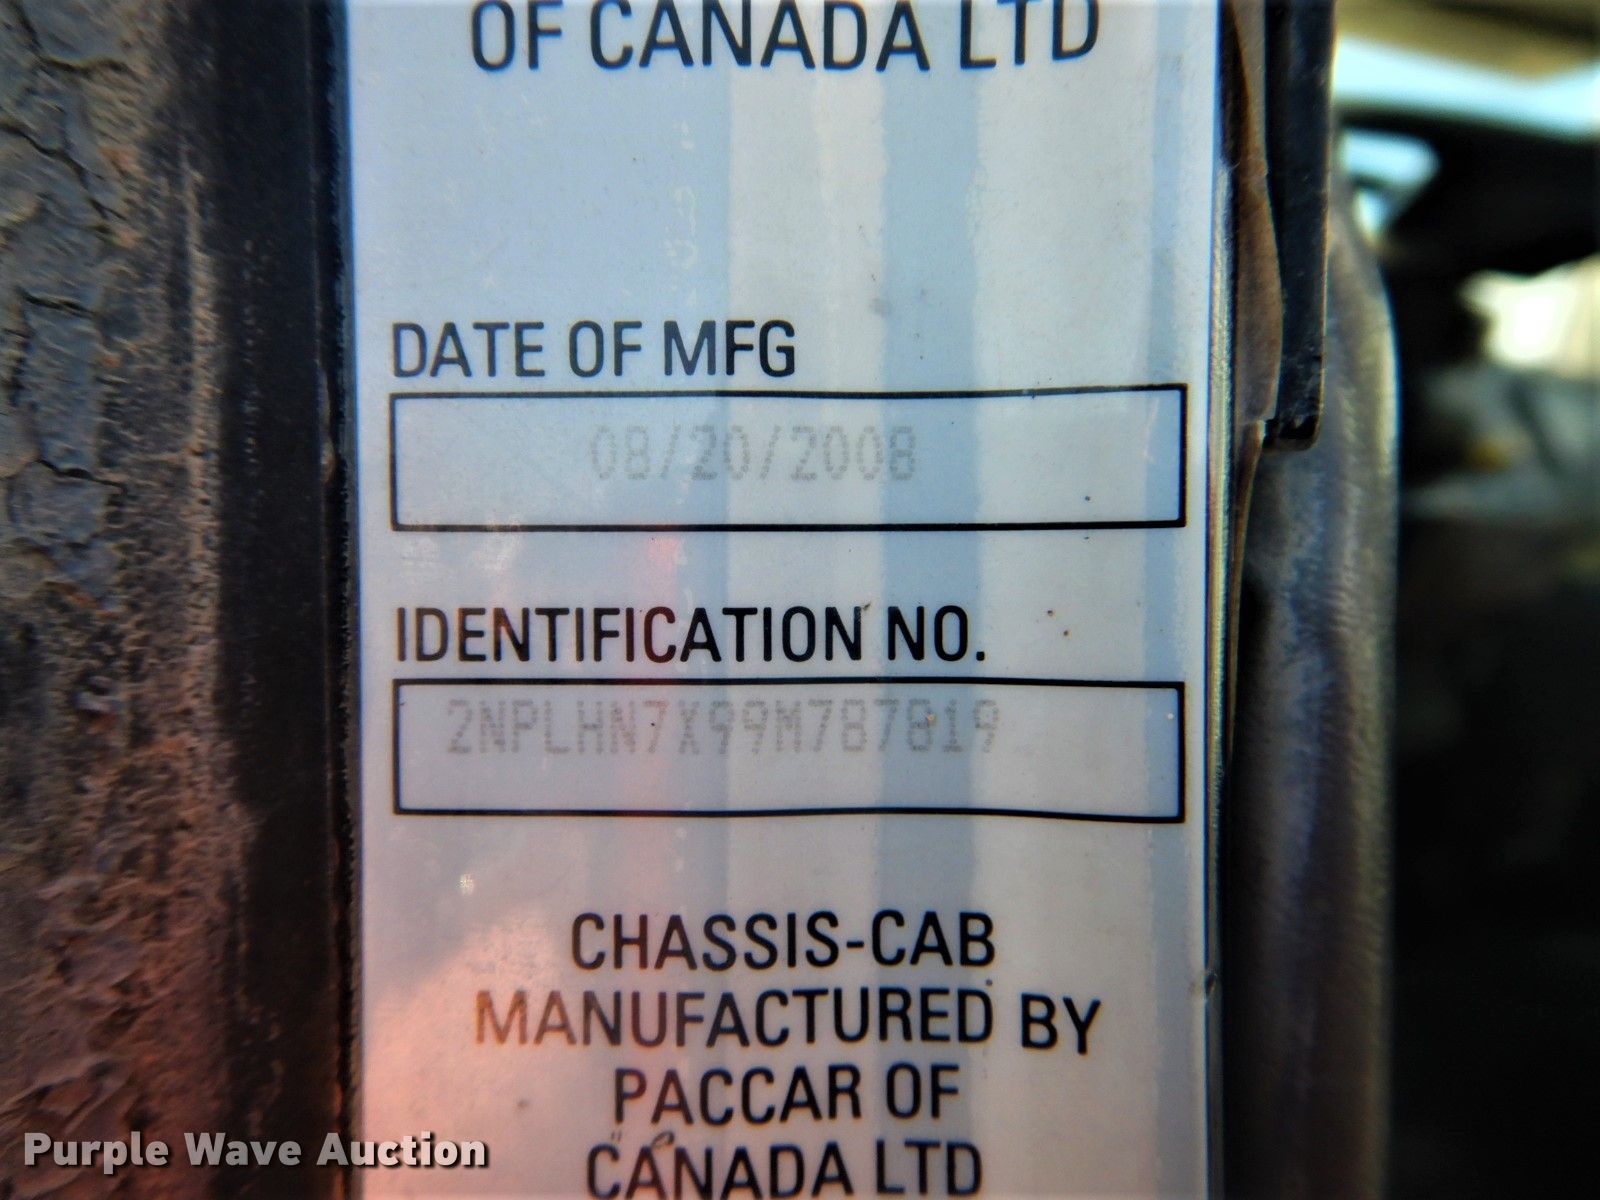 OF CANADA LTD
DATE OF MFG
08/20/2008
IDENTIFICATION NO.
2NPLHN7X99M787819
CHASSIS-CAB
MANUFACTURED BY
PACCAR OF
CANADA LTD
Purple Wave Auction